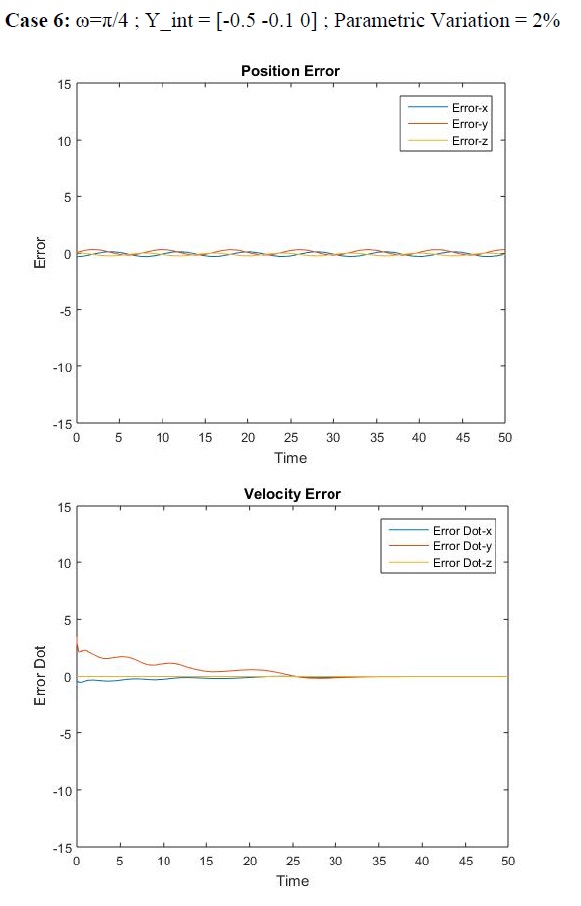 Case 6: ω=π/4 ; Y_int = [-0.5 -0.1 0] ; Parametric Variation = 2%
Position Error
15
10
5
0
-5
-10
-15
Error
Error-x
Error-y
Error-z
0 5 10 15 20 25 30 35 40 45 50
Time
Velocity Error
15
10
5
0
-5
-10
-15
Error Dot
Error Dot-x
Error Dot-y
Error Dot-z
0 5 10 15 20 25 30 35 40 45 50
Time